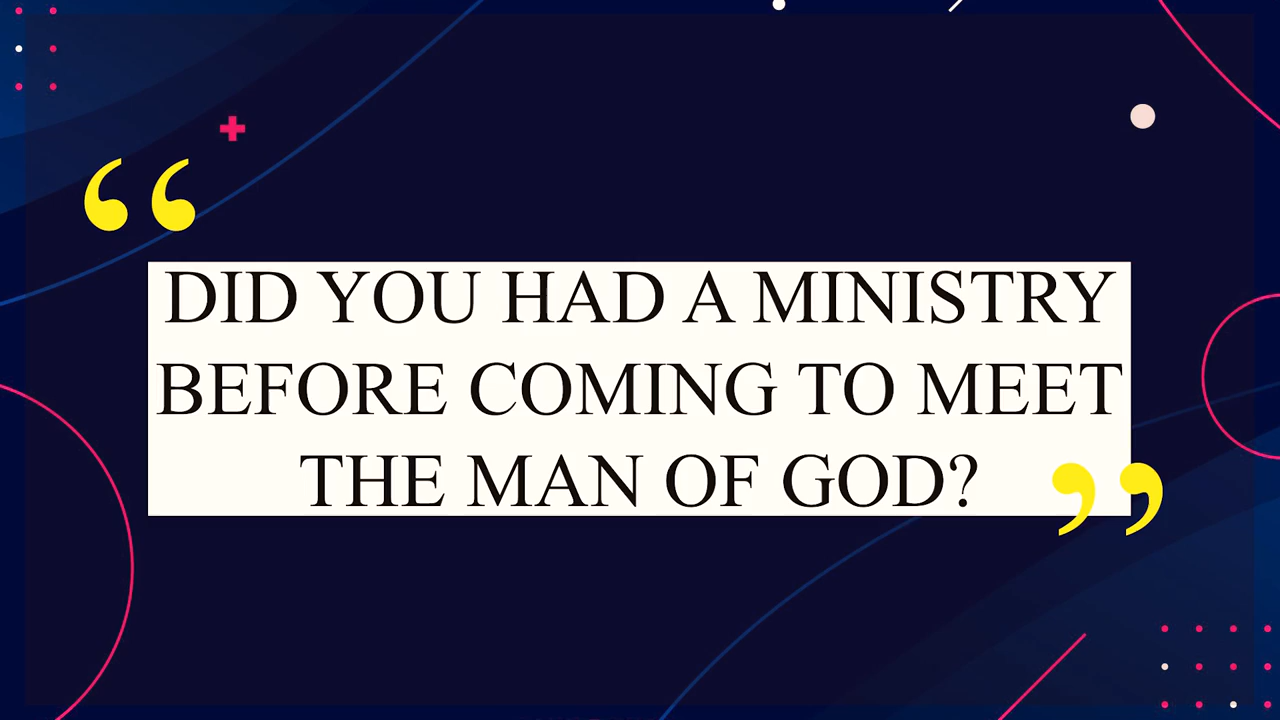 “
DID YOU HAD A MINISTRY
BEFORE COMING TO MEET
THE MAN OF GOD?
”